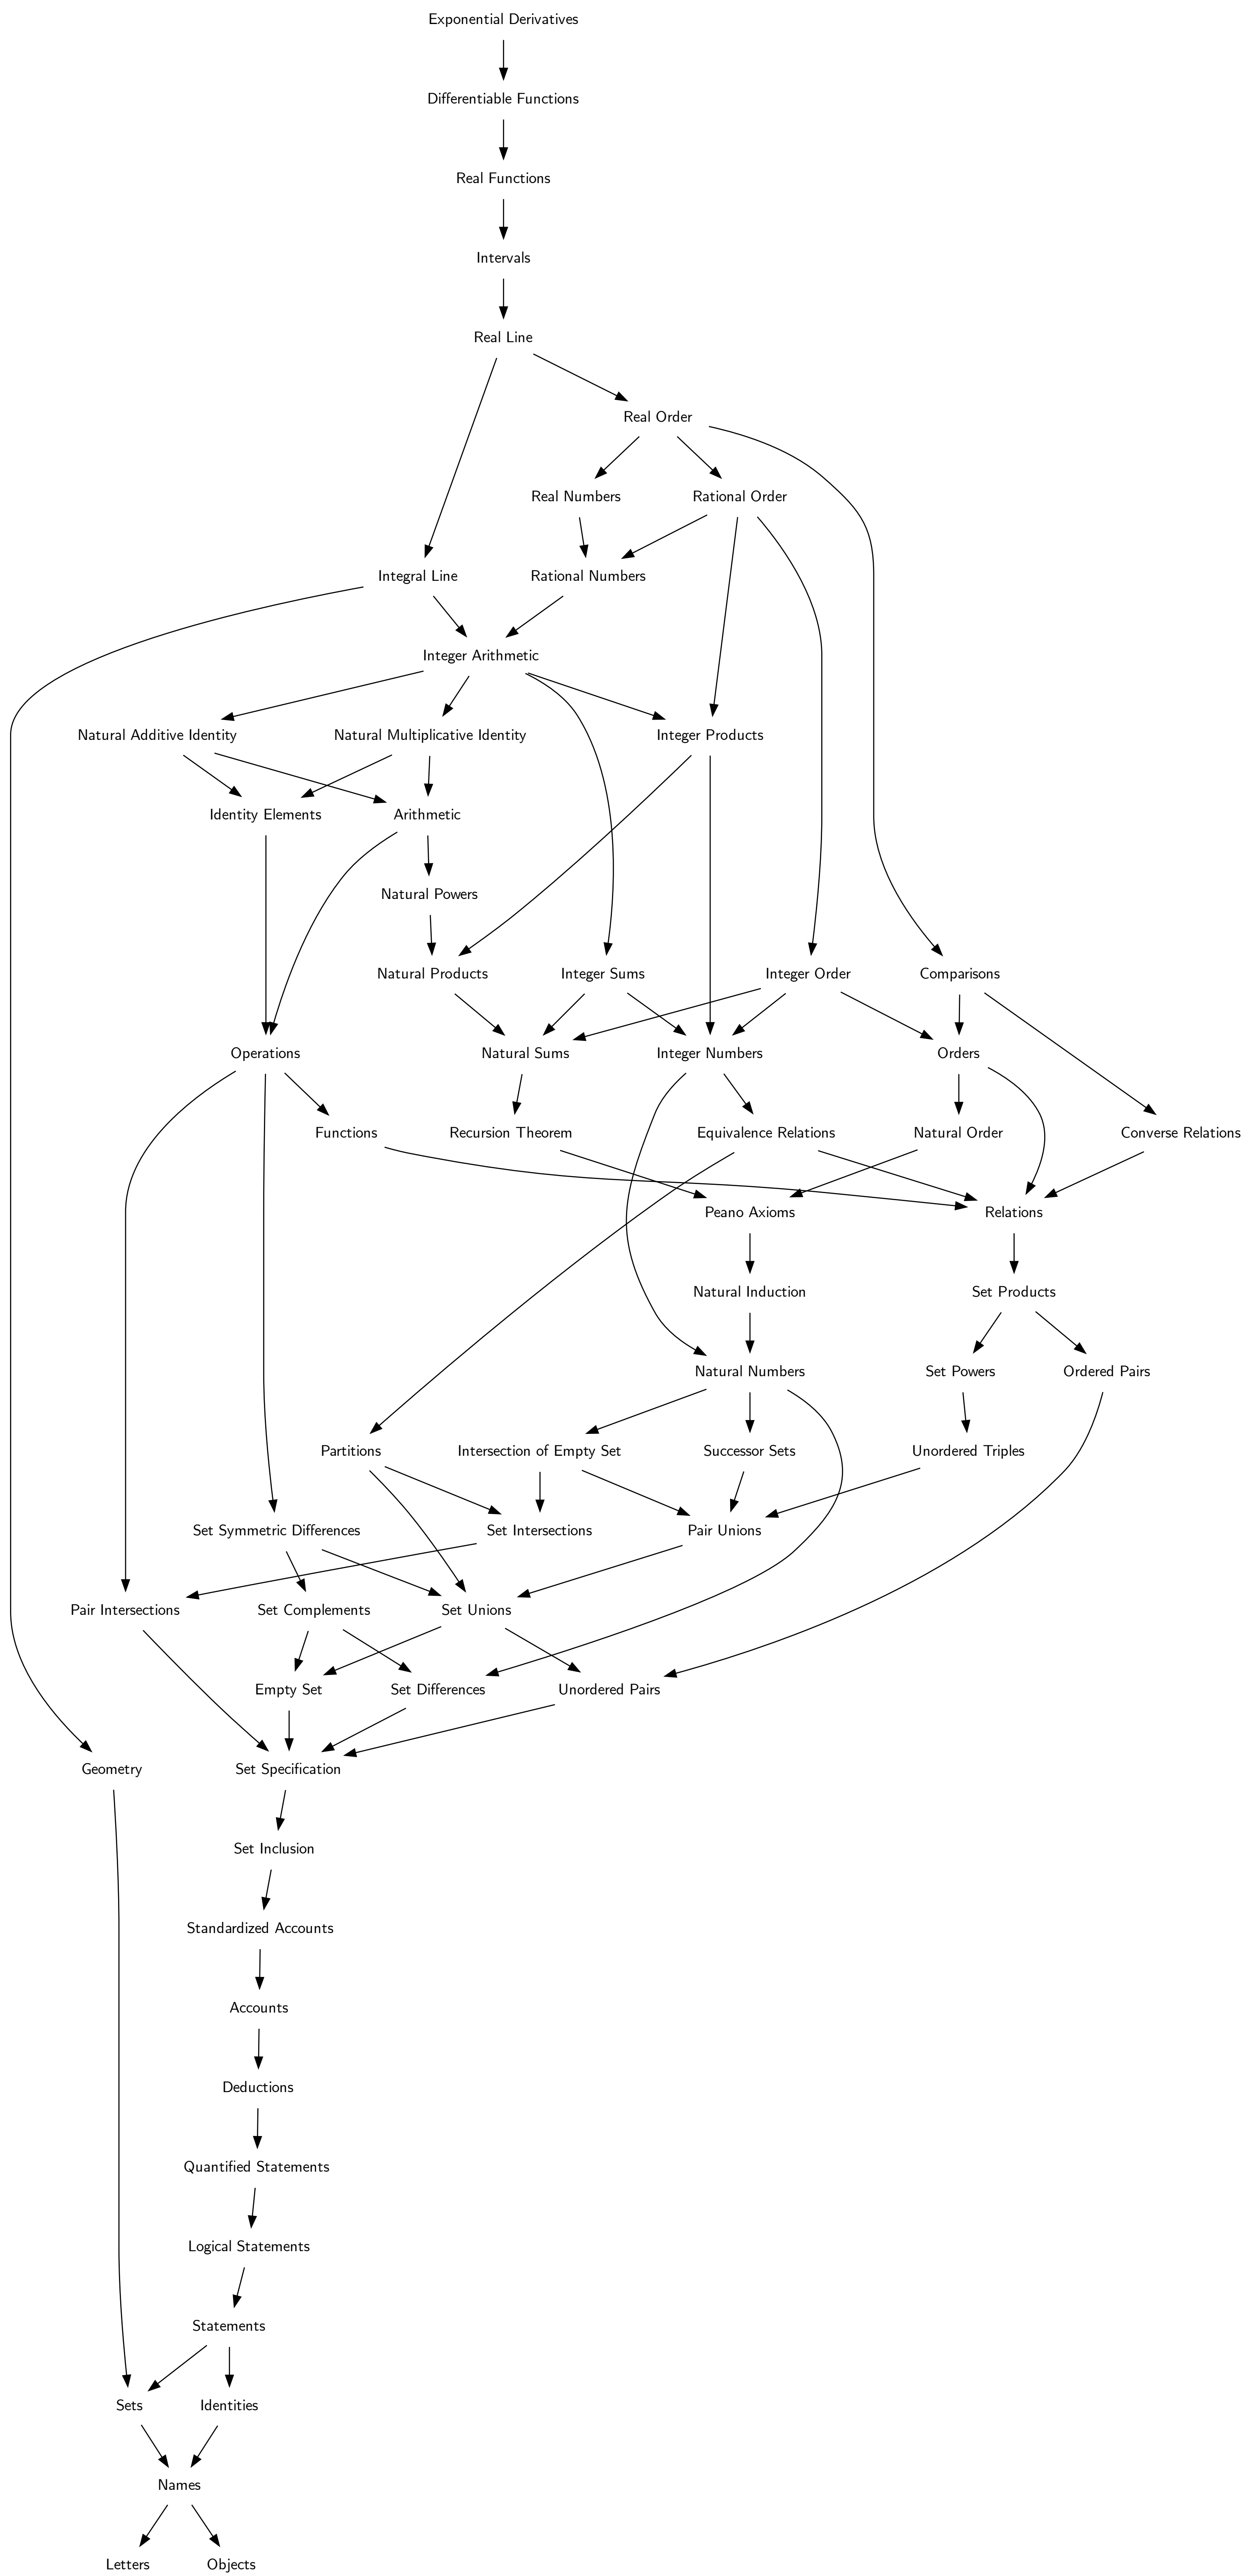 Exponential Derivatives
Differentiable Functions
Real Functions
Intervals
Real Line
Real Order
Real Numbers
Rational Order
Integral Line
Rational Numbers
Integer Arithmetic
Natural Additive Identity
Natural Multiplicative Identity
Integer Products
Identity Elements
Arithmetic
Natural Powers
Natural Products
Integer Sums
Integer Order
Comparisons
Operations
Natural Sums
Integer Numbers
Orders
Functions
Recursion Theorem
Equivalence Relations
Natural Order
Converse Relations
Peano Axioms
Relations
Natural Induction
Set Products
Natural Numbers
Set Powers
Ordered Pairs
Partitions
Intersection of Empty Set
Successor Sets
Unordered Triples
Set Symmetric Differences
Set Intersections
Pair Unions
Pair Intersections
Set Complements
Set Unions
Empty Set
Set Differences
Unordered Pairs
Geometry
Set Specification
Set Inclusion
Standardized Accounts
Accounts
Deductions
Quantified Statements
Logical Statements
Statements
Sets
Identities
Names
Letters
Objects